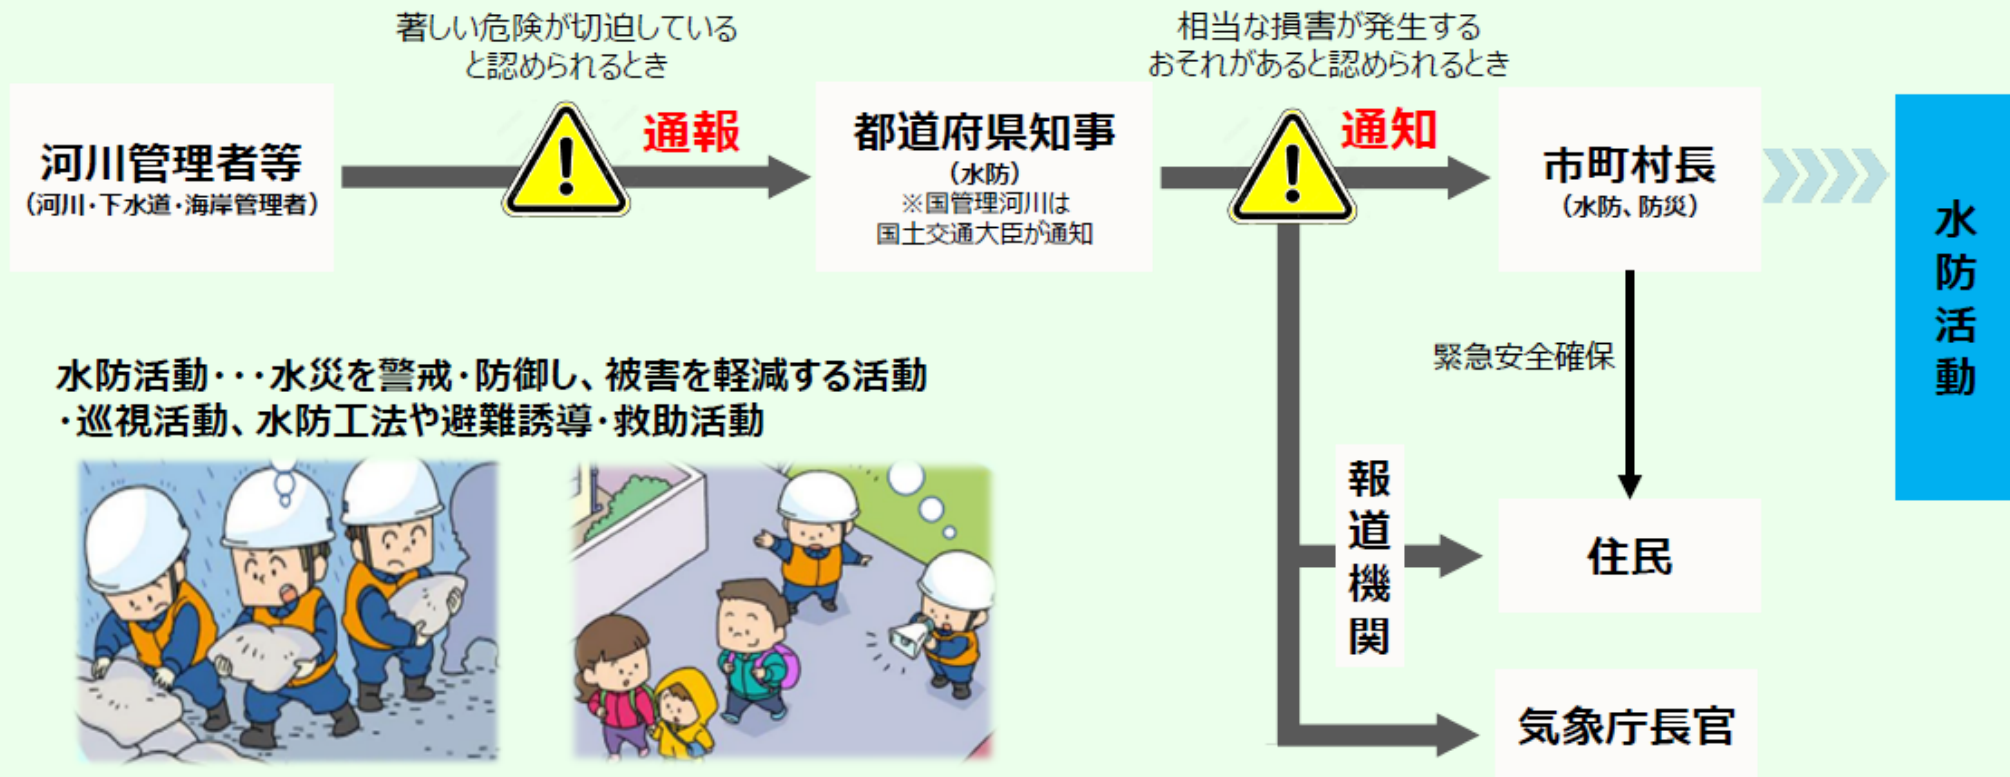 著しい危険が切迫している
と認められるとき
相当な損害が発生する
おそれがあると認められるとき
河川管理者等
（河川・下水道・海岸管理者）
通報
都道府県知事
（水防）
※国管理河川は
国土交通大臣が通知
通知
市町村長
（水防、防災）
水防活動
緊急安全確保
水防活動・・・水災を警戒・防御し、被害を軽減する活動
・巡視活動、水防工法や避難誘導・救助活動
報道機関
住民
気象庁長官